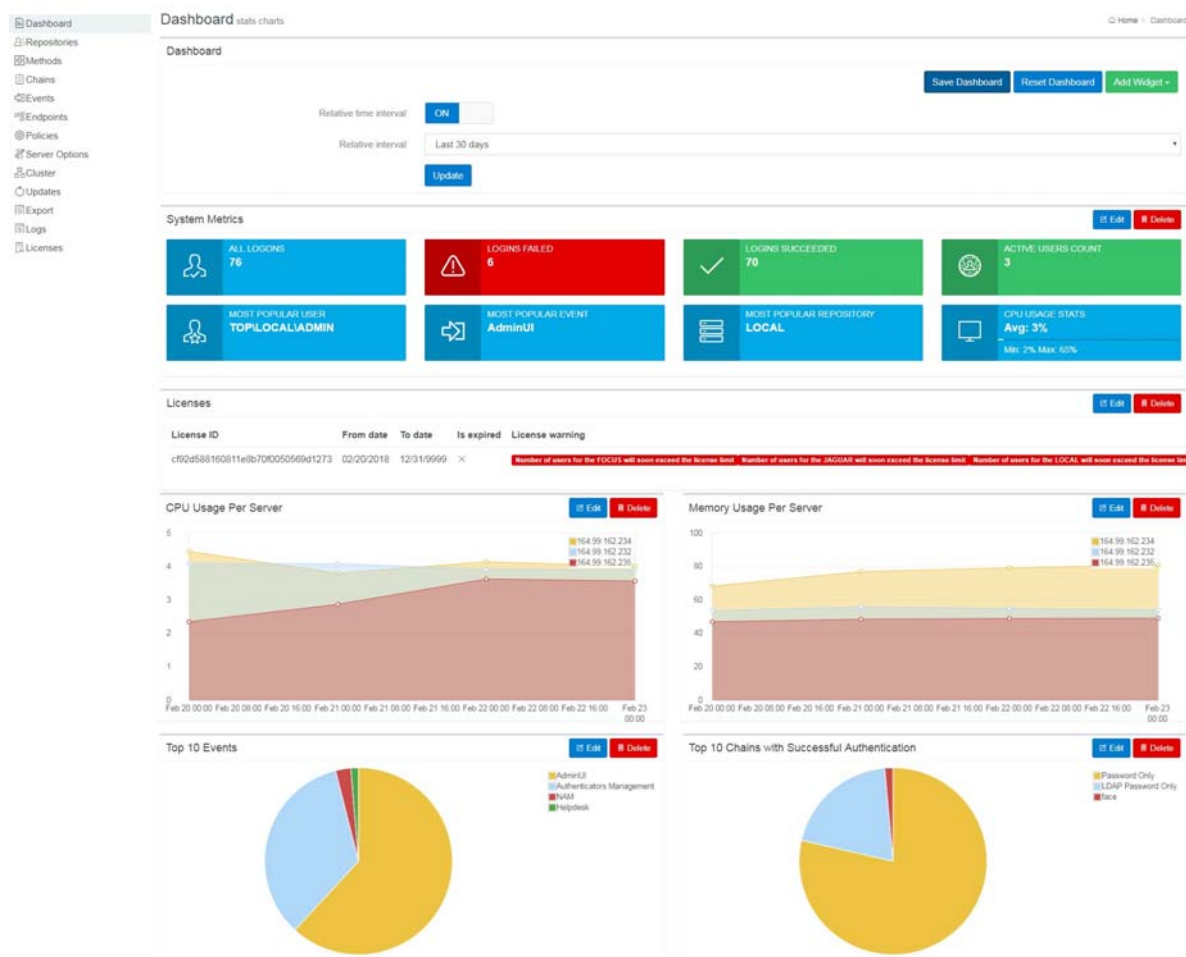 Dashboard
Repositories
Methods
Chains
Events
Endpoints
Policies
Server Options
Cluster
Updates
Export
Logs
Licenses
Dashboard stats charts
Home > Dashboard
Dashboard
Save Dashboard Reset Dashboard Add Widget
Relative time interval ON
Relative interval Last 30 days
Update
System Metrics Edit Delete
ALL LOGONS
76
LOGINS FAILED
6
LOGINS SUCCEEDED
70
ACTIVE USERS COUNT
3
MOST POPULAR USER
TOP\LOCAL\ADMIN
MOST POPULAR EVENT
AdminUI
MOST POPULAR REPOSITORY
LOCAL
CPU USAGE STATS
Avg: 3%
Min: 2% Max: 65%
Licenses Edit Delete
License ID From date To date Is expired License warning
cf92d588160811e8b70f0050569d1273 02/20/2018 12/31/9999 Number of users for the FOCUS will soon exceed the license limit Number of users for the JAGUAR will soon exceed the license limit Number of users for the LOCAL will soon exceed the license lim
CPU Usage Per Server Edit Delete
164.99.162.234
164.99.162.232
164.99.162.235
5
4
3
2
1
0
Feb 20 00:00 Feb 20 08:00 Feb 20 16:00 Feb 21 00:00 Feb 21 08:00 Feb 21 16:00 Feb 22 00:00 Feb 22 08:00 Feb 22 16:00 Feb 23
00:00
Memory Usage Per Server Edit Delete
164.99.162.234
164.99.162.232
164.99.162.235
100
80
60
40
20
0
Feb 20 00:00 Feb 20 08:00 Feb 20 16:00 Feb 21 00:00 Feb 21 08:00 Feb 21 16:00 Feb 22 00:00 Feb 22 08:00 Feb 22 16:00 Feb 23
00:00
Top 10 Events Edit Delete
AdminUI
Authenticators Management
NAM
Helpdesk
Top 10 Chains with Successful Authentication Edit Delete
Password Only
LDAP Password Only
face